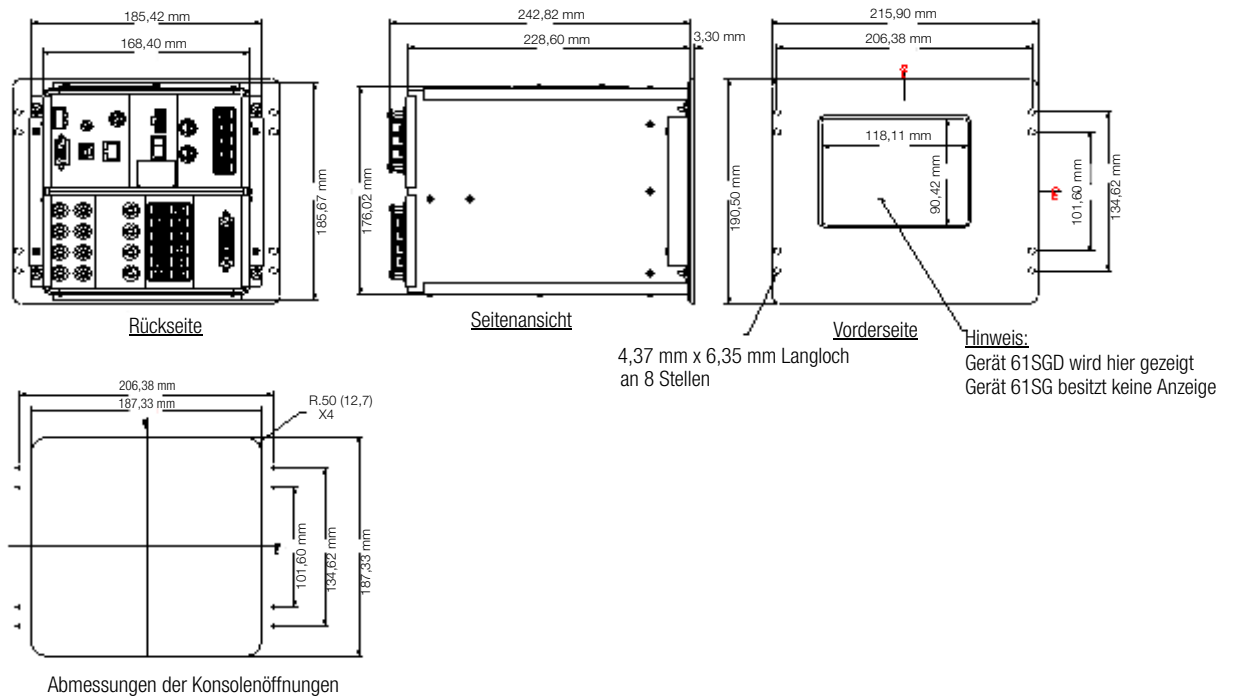 185,42 mm
168,40 mm
185,67 mm
Rückseite
242,82 mm
228,60 mm
3,30 mm
176,02 mm
Seitenansicht
215,90 mm
206,38 mm
118,11 mm
90,42 mm
190,50 mm
101,60 mm
134,62 mm
Vorderseite
4,37 mm x 6,35 mm Langloch
an 8 Stellen
Hinweis:
Gerät 61SGD wird hier gezeigt
Gerät 61SG besitzt keine Anzeige
206,38 mm
187,33 mm
R.50 (12,7)
X4
101,60 mm
134,62 mm
187,33 mm
Abmessungen der Konsolenöffnungen